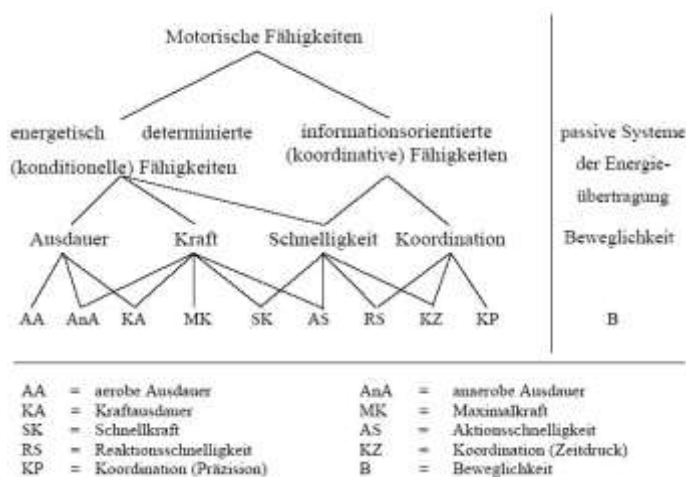 Motorische Fähigkeiten
energetisch determinierte
(konditionelle) Fähigkeiten
informationsorientierte
(koordinative) Fähigkeiten
passive Systeme
der Energie-
übertragung
Ausdauer Kraft Schnelligkeit Koordination Beweglichkeit
AA AnA KA MK SK AS RS KZ KP B
AA = aerobe Ausdauer AnA = anaerobe Ausdauer
KA = Kraftausdauer MK = Maximalkraft
SK = Schnellkraft AS = Aktionsschnelligkeit
RS = Reaktionsschnelligkeit KZ = Koordination (Zeitdruck)
KP = Koordination (Präzision) B = Beweglichkeit